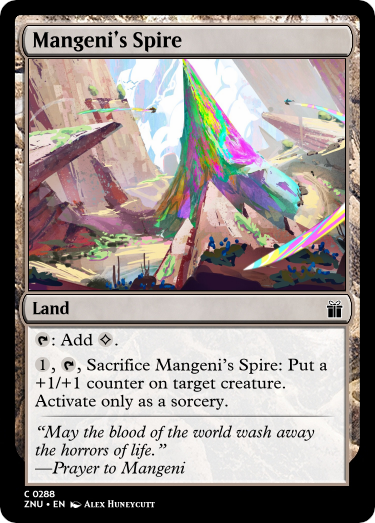 Mangeni's Spire
Land
: Add .
1, , Sacrifice Mangeni's Spire: Put a
+1/+1 counter on target creature.
Activate only as a sorcery.
“May the blood of the world wash away
the horrors of life.”
—Prayer to Mangeni
C 0288
ZNU • EN Alex Huneycutt